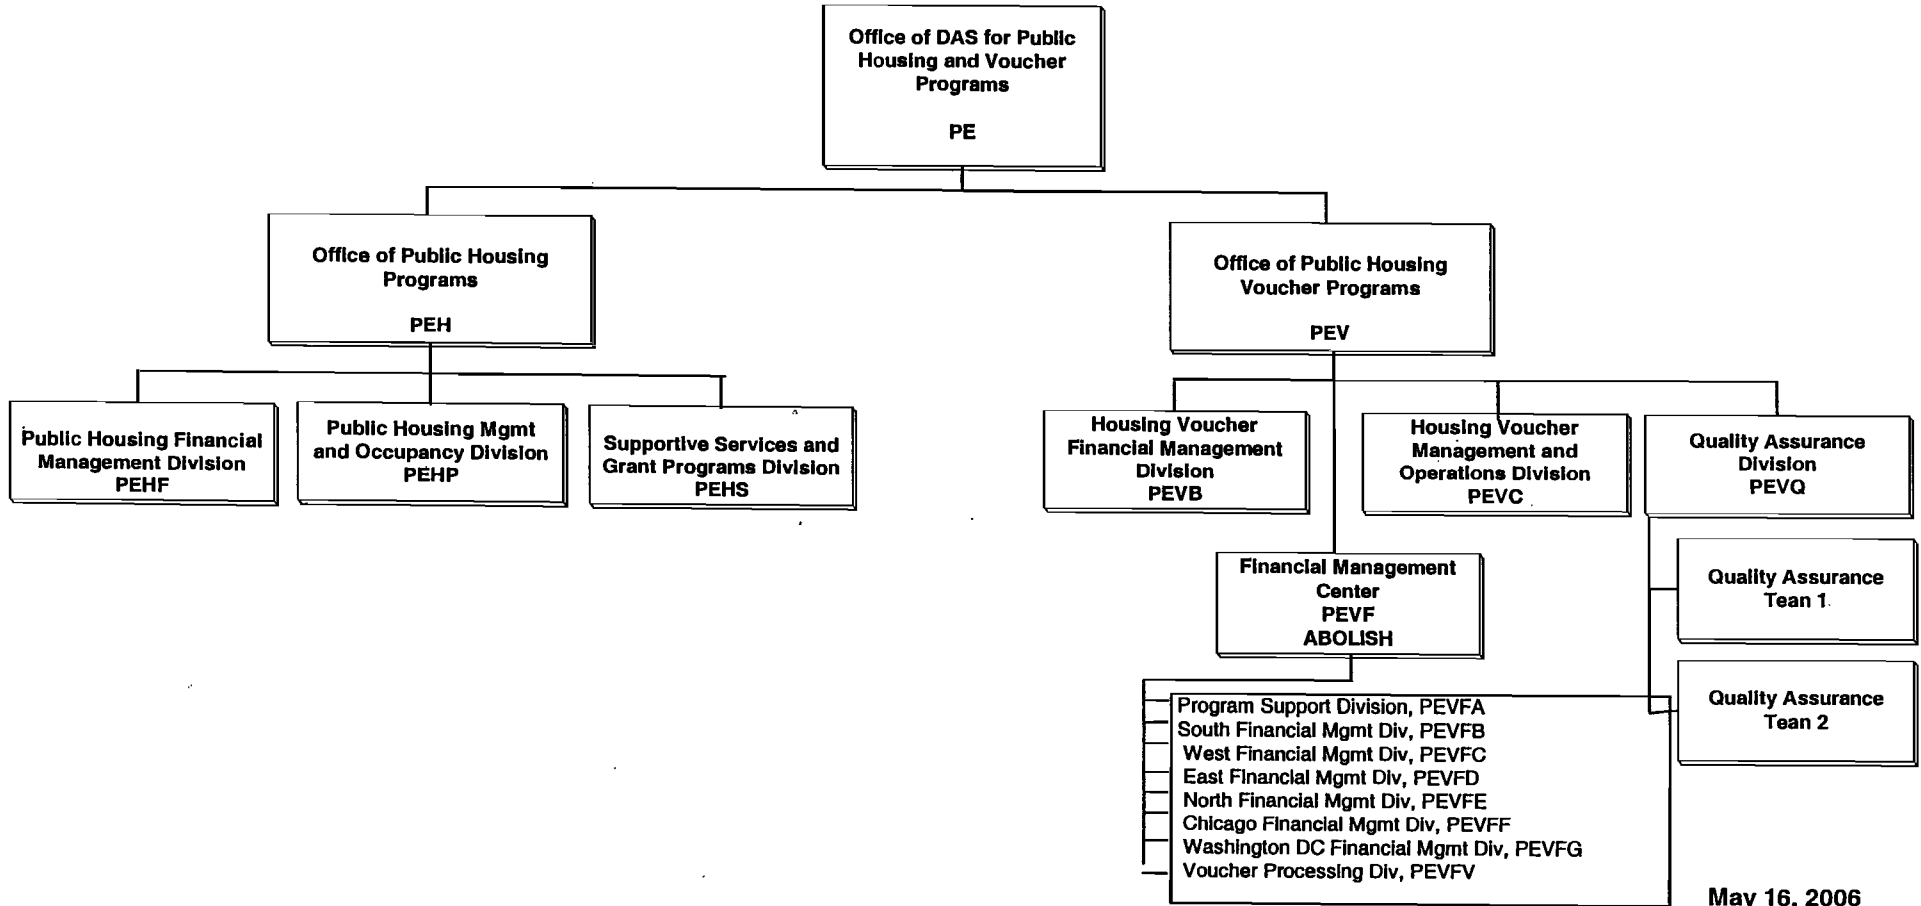 Office of DAS for Public
Housing and Voucher
Programs
PE
Office of Public Housing
Programs
PEH
Office of Public Housing
Voucher Programs
PEV
Public Housing Financial
Management Division
PEHF
Public Housing Mgmt
and Occupancy Division
PEHP
Supportive Services and
Grant Programs Division
PEHS
Housing Voucher
Financial Management
Division
PEVB
Housing Voucher
Management and
Operations Division
PEVC
Quality Assurance
Division
PEVQ
Financial Management
Center
PEVF
ABOLISH
Quality Assurance
Tean 1
Quality Assurance
Tean 2
Program Support Division, PEVFA
South Financial Mgmt Div, PEVFB
West Financial Mgmt Div, PEVFC
East Financial Mgmt Div, PEVFD
North Financial Mgmt Div, PEVFE
Chicago Financial Mgmt Div, PEVFF
Washington DC Financial Mgmt Div, PEVFG
Voucher Processing Div, PEVFV
May 16, 2006